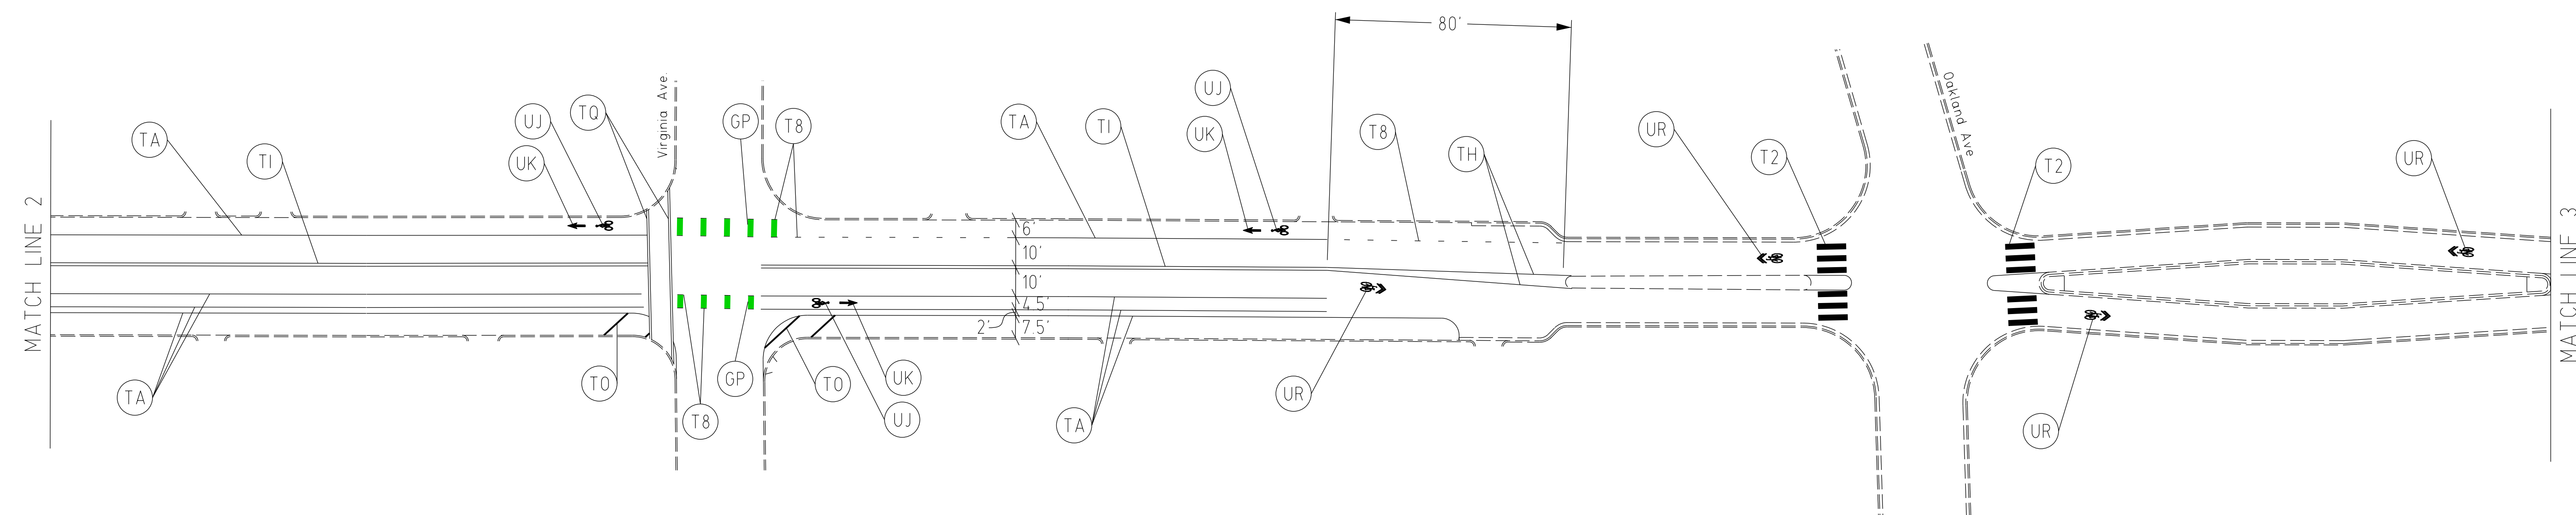 80'
Virginia Ave.
Oakland Ave
UJ
TQ
GP
T8
TA
TI
UK
TA
TI
UJ
UK
T8
TH
UR
T2
T2
UR
MATCH LINE 2
MATCH LINE 3
6'
10'
10'
4.5'
2'
7.5'
TA
TO
T8
GP
TO
UK
UJ
TA
UR
UR